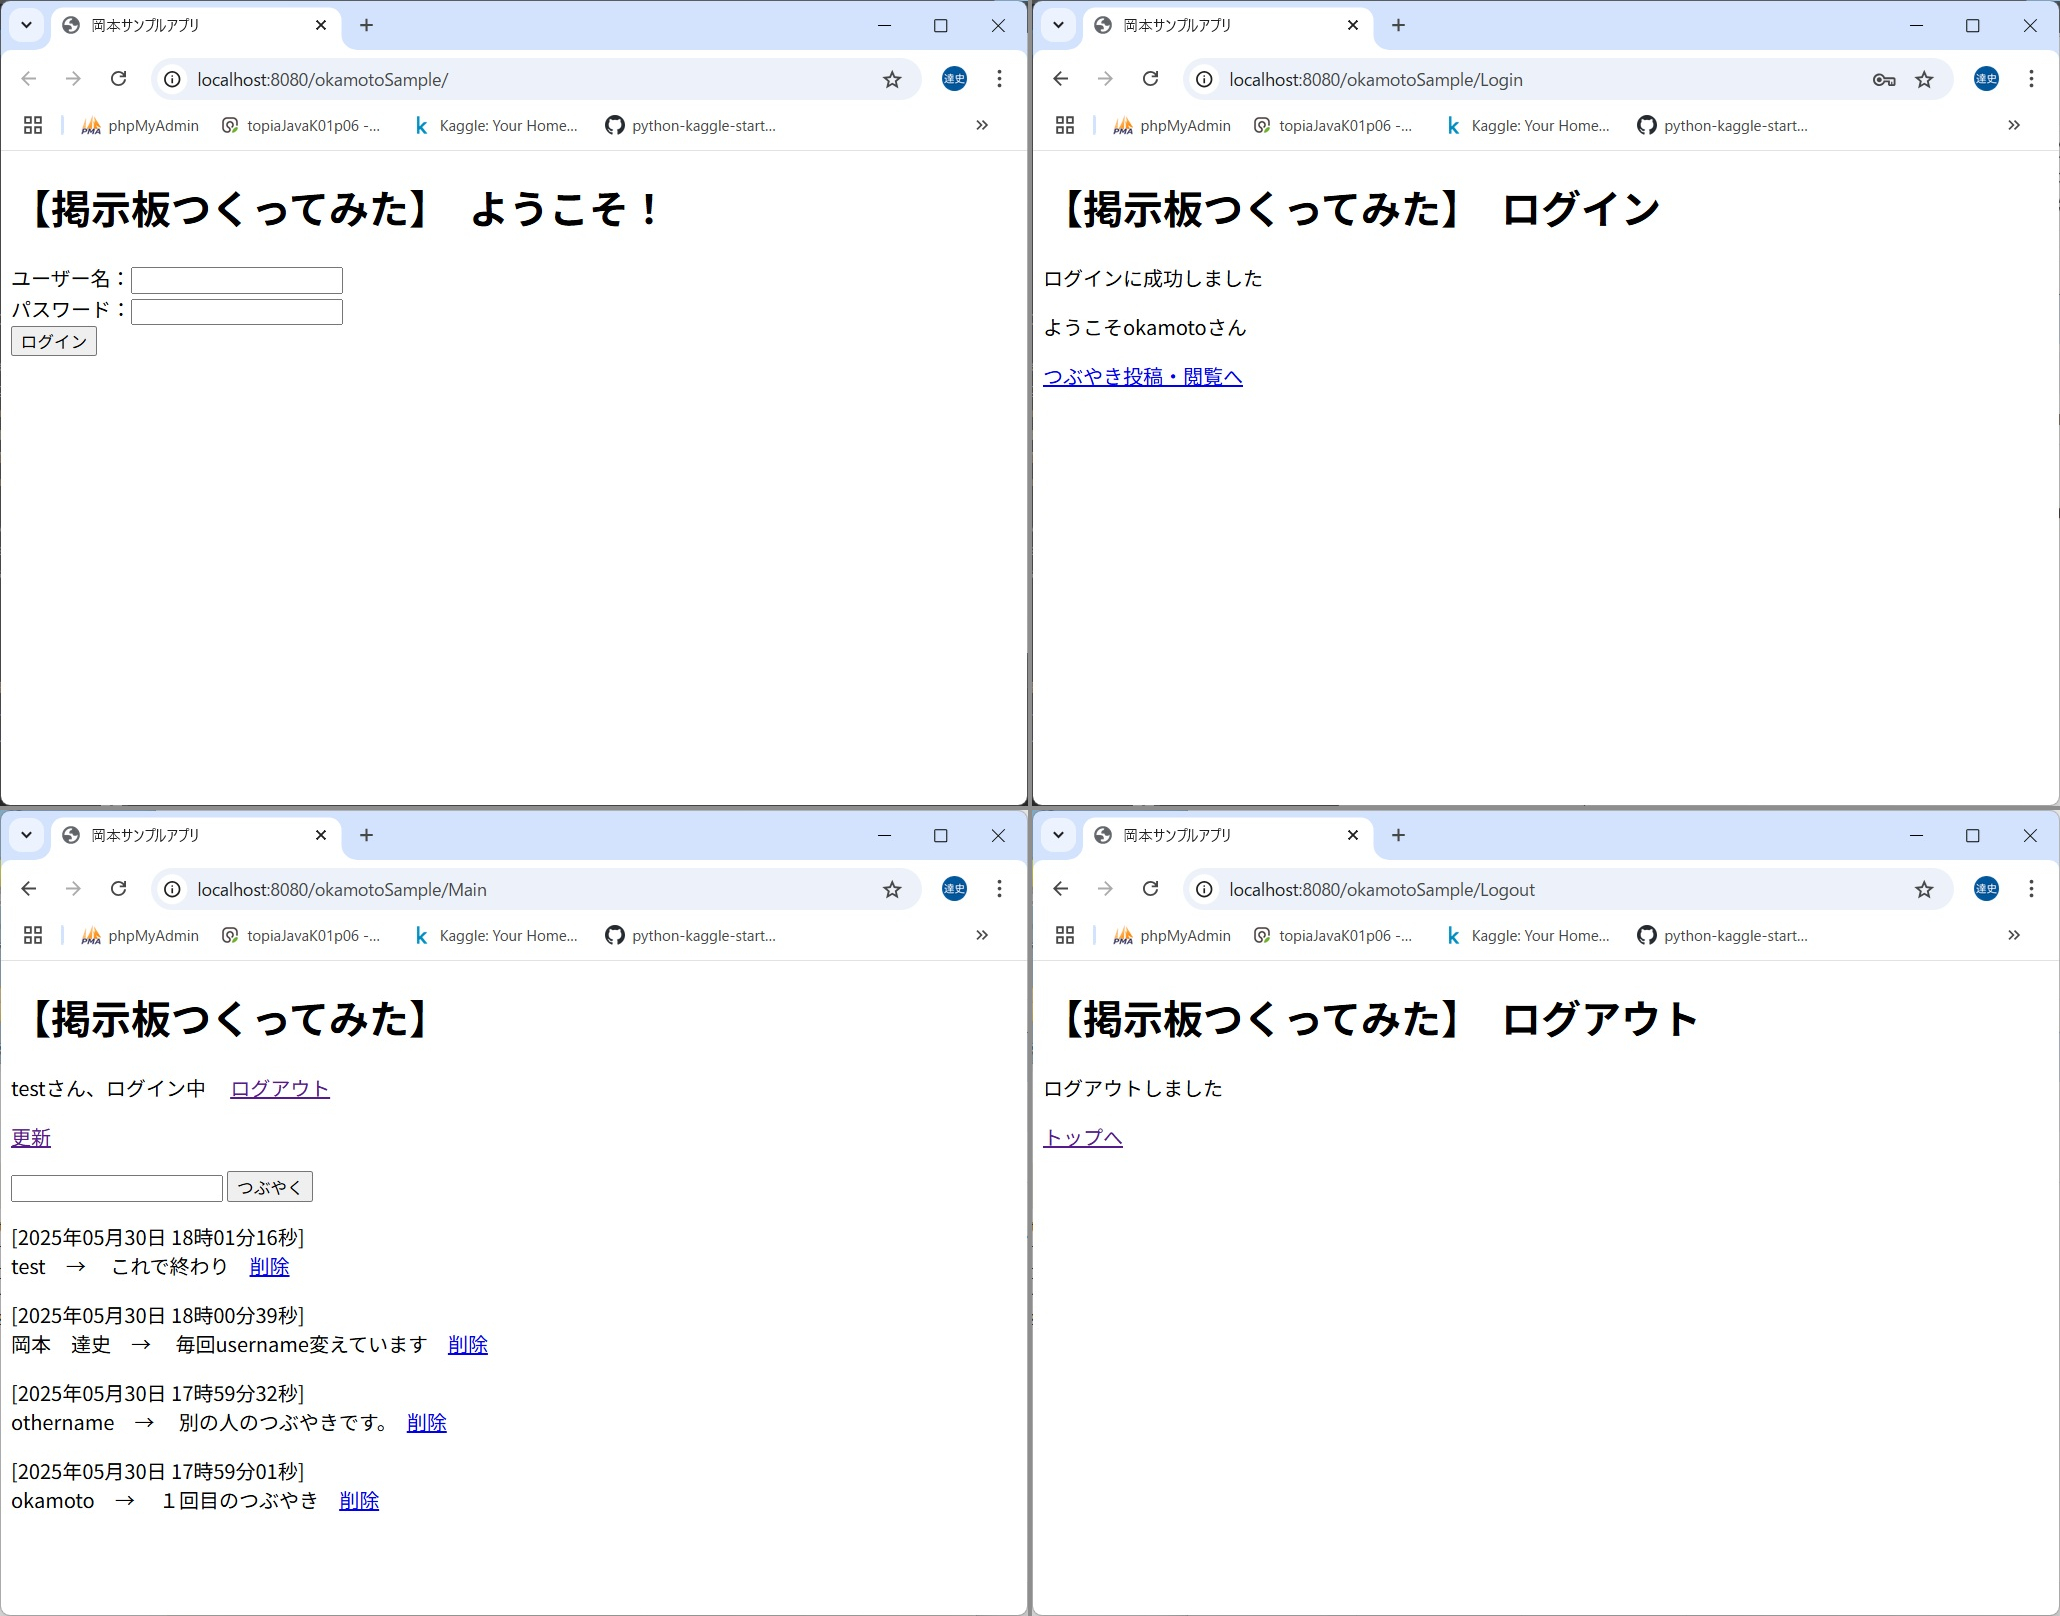 岡本サンプルアプリ
localhost:8080/okamotoSample/
達史
phpMyAdmin
topiaJavaK01p06 -...
Kaggle: Your Home...
python-kaggle-start...
【掲示板つくってみた】　ようこそ！
ユーザー名：
パスワード：
ログイン
岡本サンプルアプリ
localhost:8080/okamotoSample/Login
達史
phpMyAdmin
topiaJavaK01p06 -...
Kaggle: Your Home...
python-kaggle-start...
【掲示板つくってみた】　ログイン
ログインに成功しました
ようこそokamotoさん
つぶやき投稿・閲覧へ
岡本サンプルアプリ
localhost:8080/okamotoSample/Main
達史
phpMyAdmin
topiaJavaK01p06 -...
Kaggle: Your Home...
python-kaggle-start...
【掲示板つくってみた】
testさん、ログイン中　ログアウト
更新
つぶやく
[2025年05月30日 18時01分16秒]
test　→　これで終わり　削除
[2025年05月30日 18時00分39秒]
岡本　達史　→　毎回username変えています　削除
[2025年05月30日 17時59分32秒]
othername　→　別の人のつぶやきです。　削除
[2025年05月30日 17時59分01秒]
okamoto　→　１回目のつぶやき　削除
岡本サンプルアプリ
localhost:8080/okamotoSample/Logout
達史
phpMyAdmin
topiaJavaK01p06 -...
Kaggle: Your Home...
python-kaggle-start...
【掲示板つくってみた】　ログアウト
ログアウトしました
トップへ